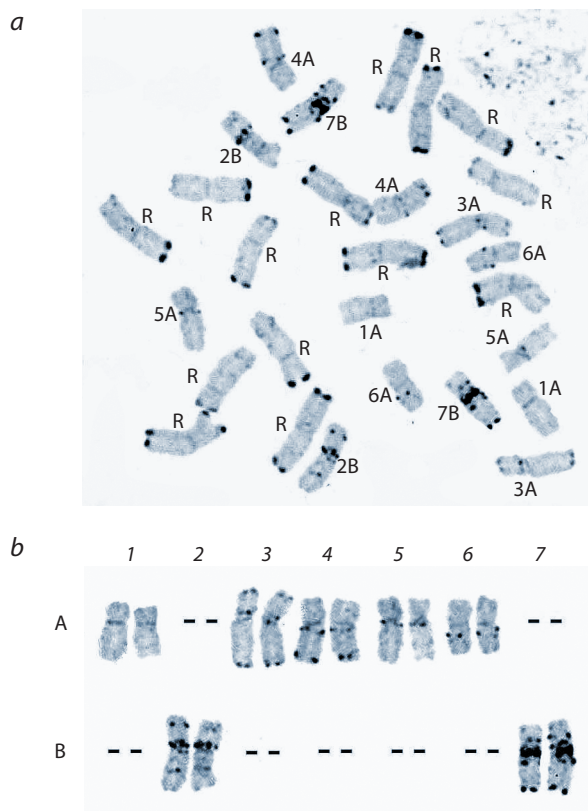 a
4A
R
R
7B
R
2B
R
4A
R
R
3A
R
R
R
6A
R
5A
1A
R
5A
R
6A
7B
1A
R
R
2B
3A
b
1 2 3 4 5 6 7
A – – – –
B – – – – – – – – – –